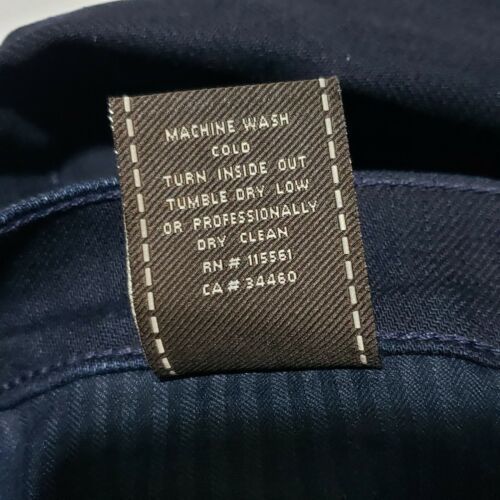 MACHINE WASH
COLD
TURN INSIDE OUT
TUMBLE DRY LOW
OR PROFESSIONALLY
DRY CLEAN
RN # 115561
CA # 34460